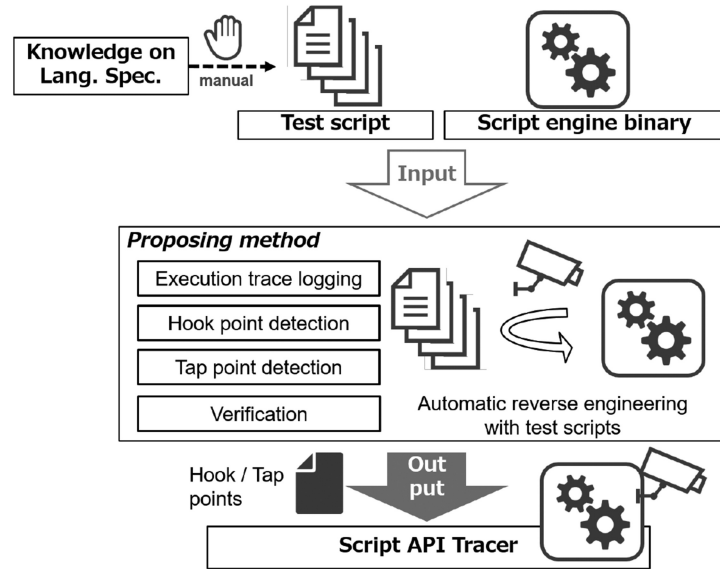 Knowledge on
Lang. Spec.
manual
Test script
Script engine binary
Input
Proposing method
Execution trace logging
Hook point detection
Tap point detection
Verification
Automatic reverse engineering
with test scripts
Hook / Tap
points
Out
put
Script API Tracer